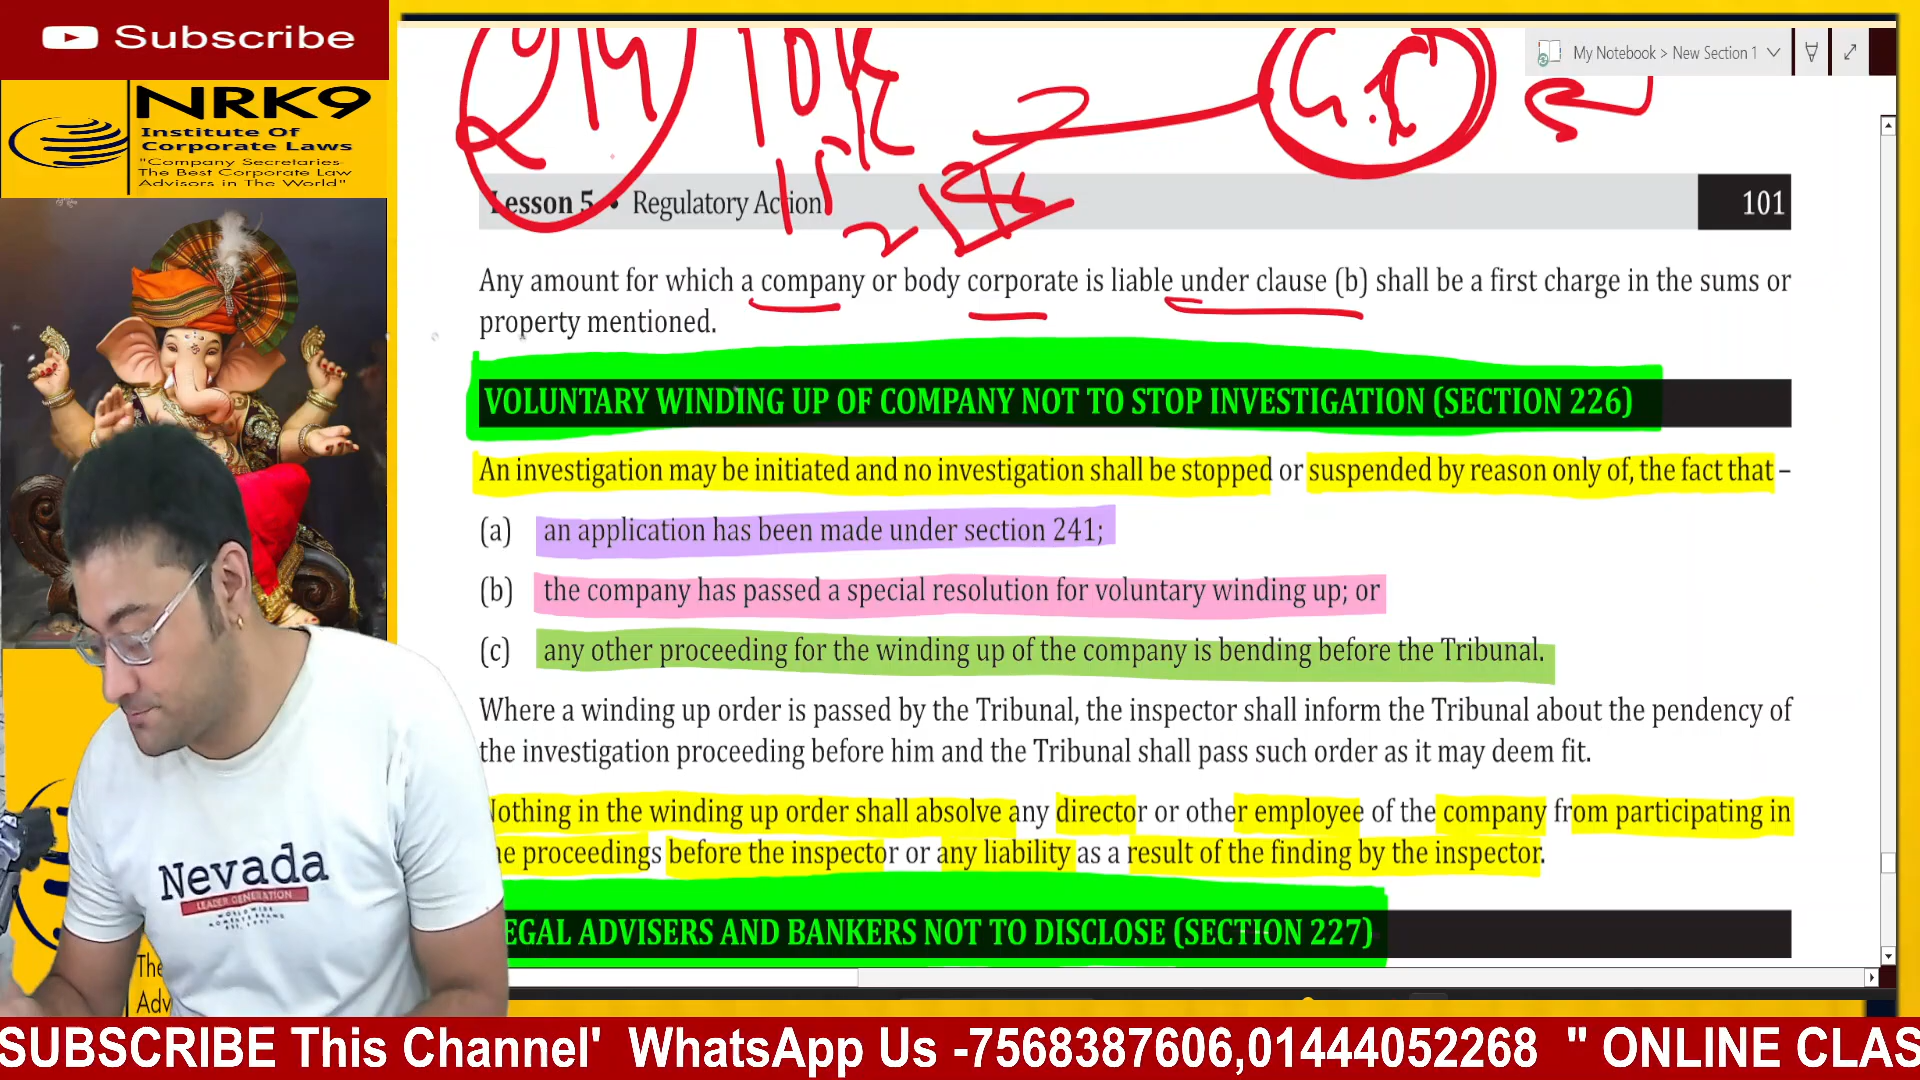 Subscribe
NRK9
Institute Of
Corporate Laws
"Company Secretaries-
The Best Corporate Law
Advisors in The World"
My Notebook > New Section 1
Lesson 5 • Regulatory Action
101
Any amount for which a company or body corporate is liable under clause (b) shall be a first charge in the sums or
property mentioned.
VOLUNTARY WINDING UP OF COMPANY NOT TO STOP INVESTIGATION (SECTION 226)
An investigation may be initiated and no investigation shall be stopped or suspended by reason only of, the fact that –
(a) an application has been made under section 241;
(b) the company has passed a special resolution for voluntary winding up; or
(c) any other proceeding for the winding up of the company is bending before the Tribunal.
Where a winding up order is passed by the Tribunal, the inspector shall inform the Tribunal about the pendency of
the investigation proceeding before him and the Tribunal shall pass such order as it may deem fit.
Nothing in the winding up order shall absolve any director or other employee of the company from participating in
he proceedings before the inspector or any liability as a result of the finding by the inspector.
EGAL ADVISERS AND BANKERS NOT TO DISCLOSE (SECTION 227)
Nevada
LEADER GENERATION
The
Adv
SUBSCRIBE This Channel' WhatsApp Us -7568387606,01444052268 " ONLINE CLAS